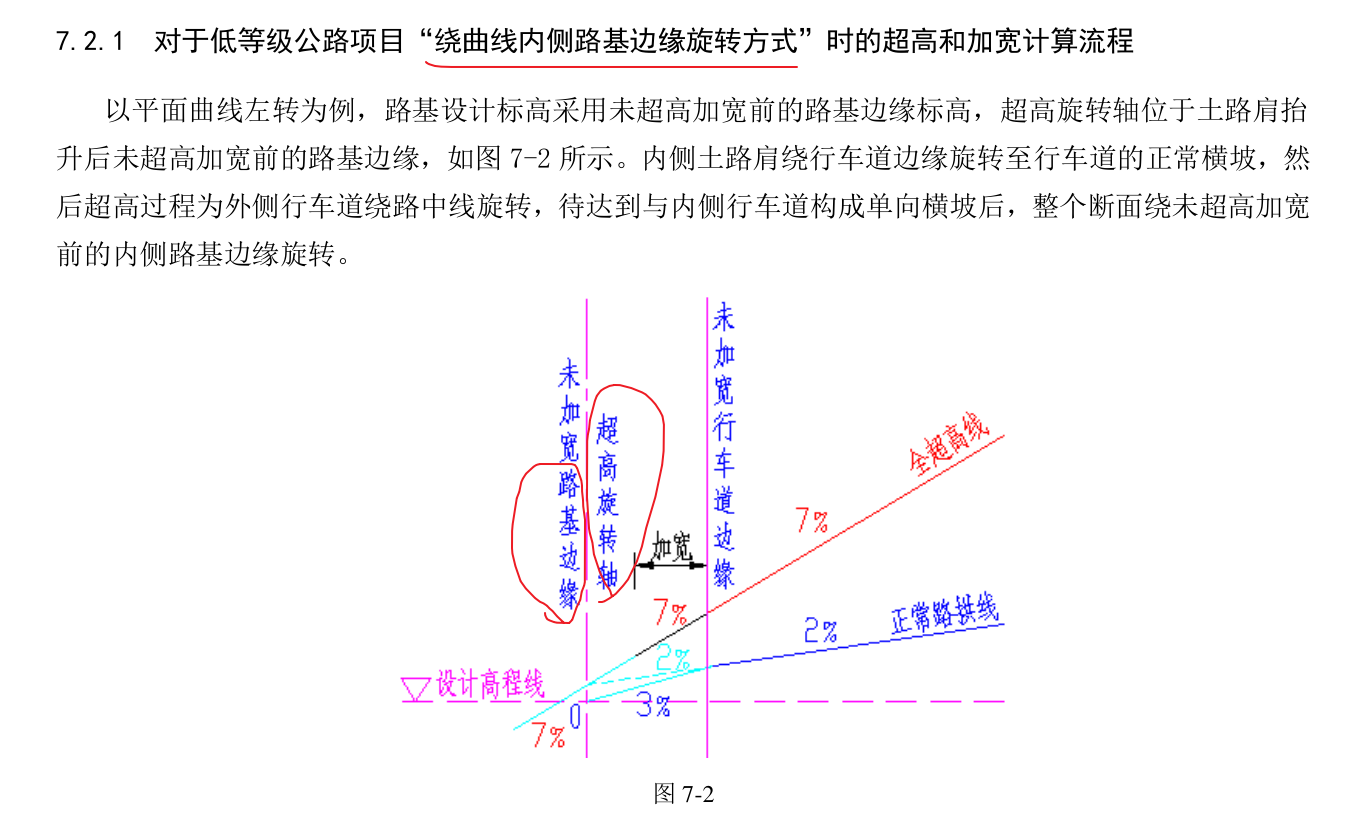 7.2.1 对于低等级公路项目“绕曲线内侧路基边缘旋转方式”时的超高和加宽计算流程
以平面曲线左转为例，路基设计标高采用未超高加宽前的路基边缘标高，超高旋转轴位于土路肩抬
升后未超高加宽前的路基边缘，如图 7-2 所示。内侧土路肩绕行车道边缘旋转至行车道的正常横坡，然
后超高过程为外侧行车道绕路中线旋转，待达到与内侧行车道构成单向横坡后，整个断面绕未超高加宽
前的内侧路基边缘旋转。
未加宽路基边缘
超高旋转轴
未加宽行车道边缘
全超高线
7%
加宽
7%
2%
正常路拱线
2%
设计高程线
3%
0
7%
图 7-2